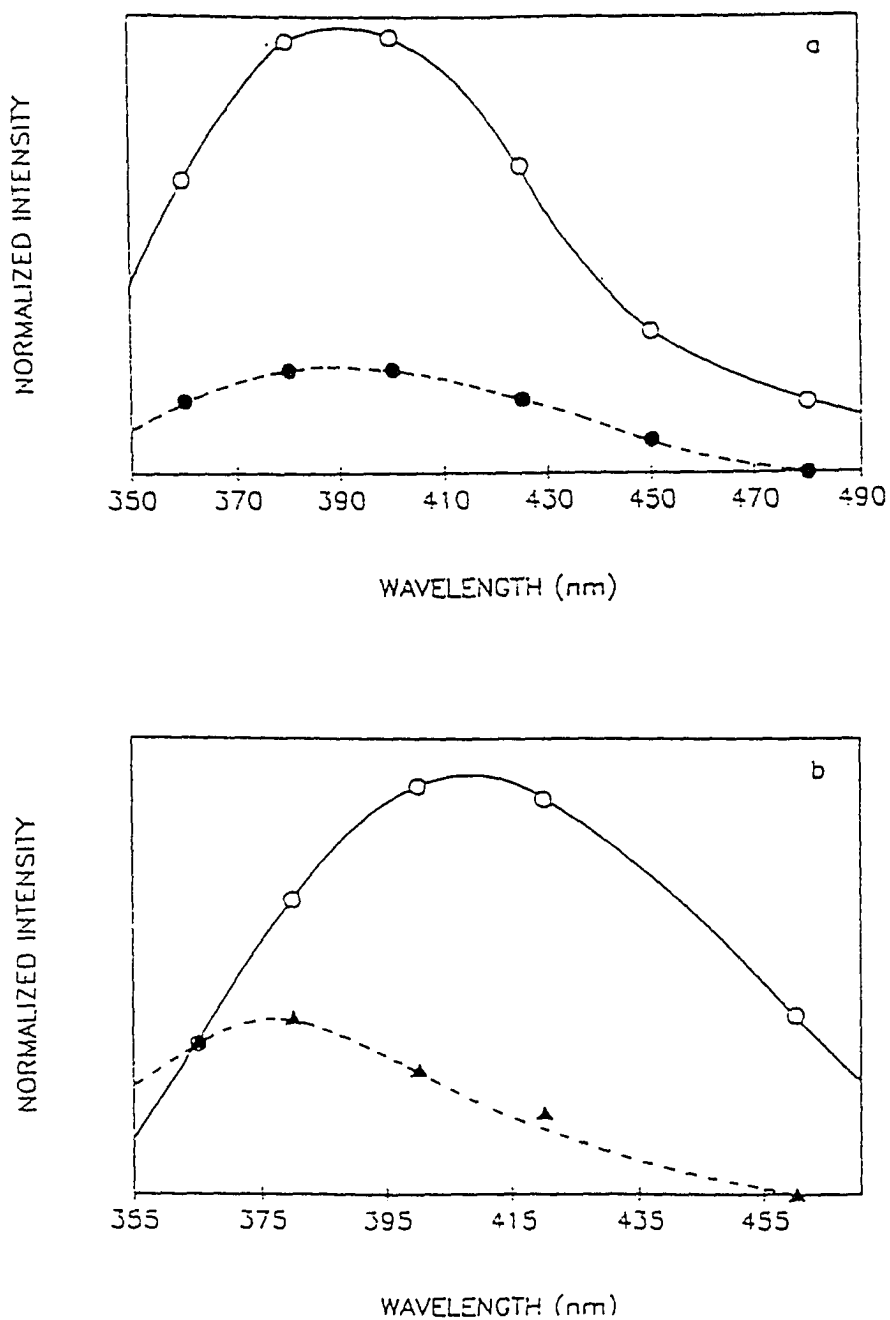 a
NORMALIZED INTENSITY
350 370 390 410 430 450 470 490
WAVELENGTH (nm)
b
NORMALIZED INTENSITY
355 375 395 415 435 455
WAVELENGTH (nm)